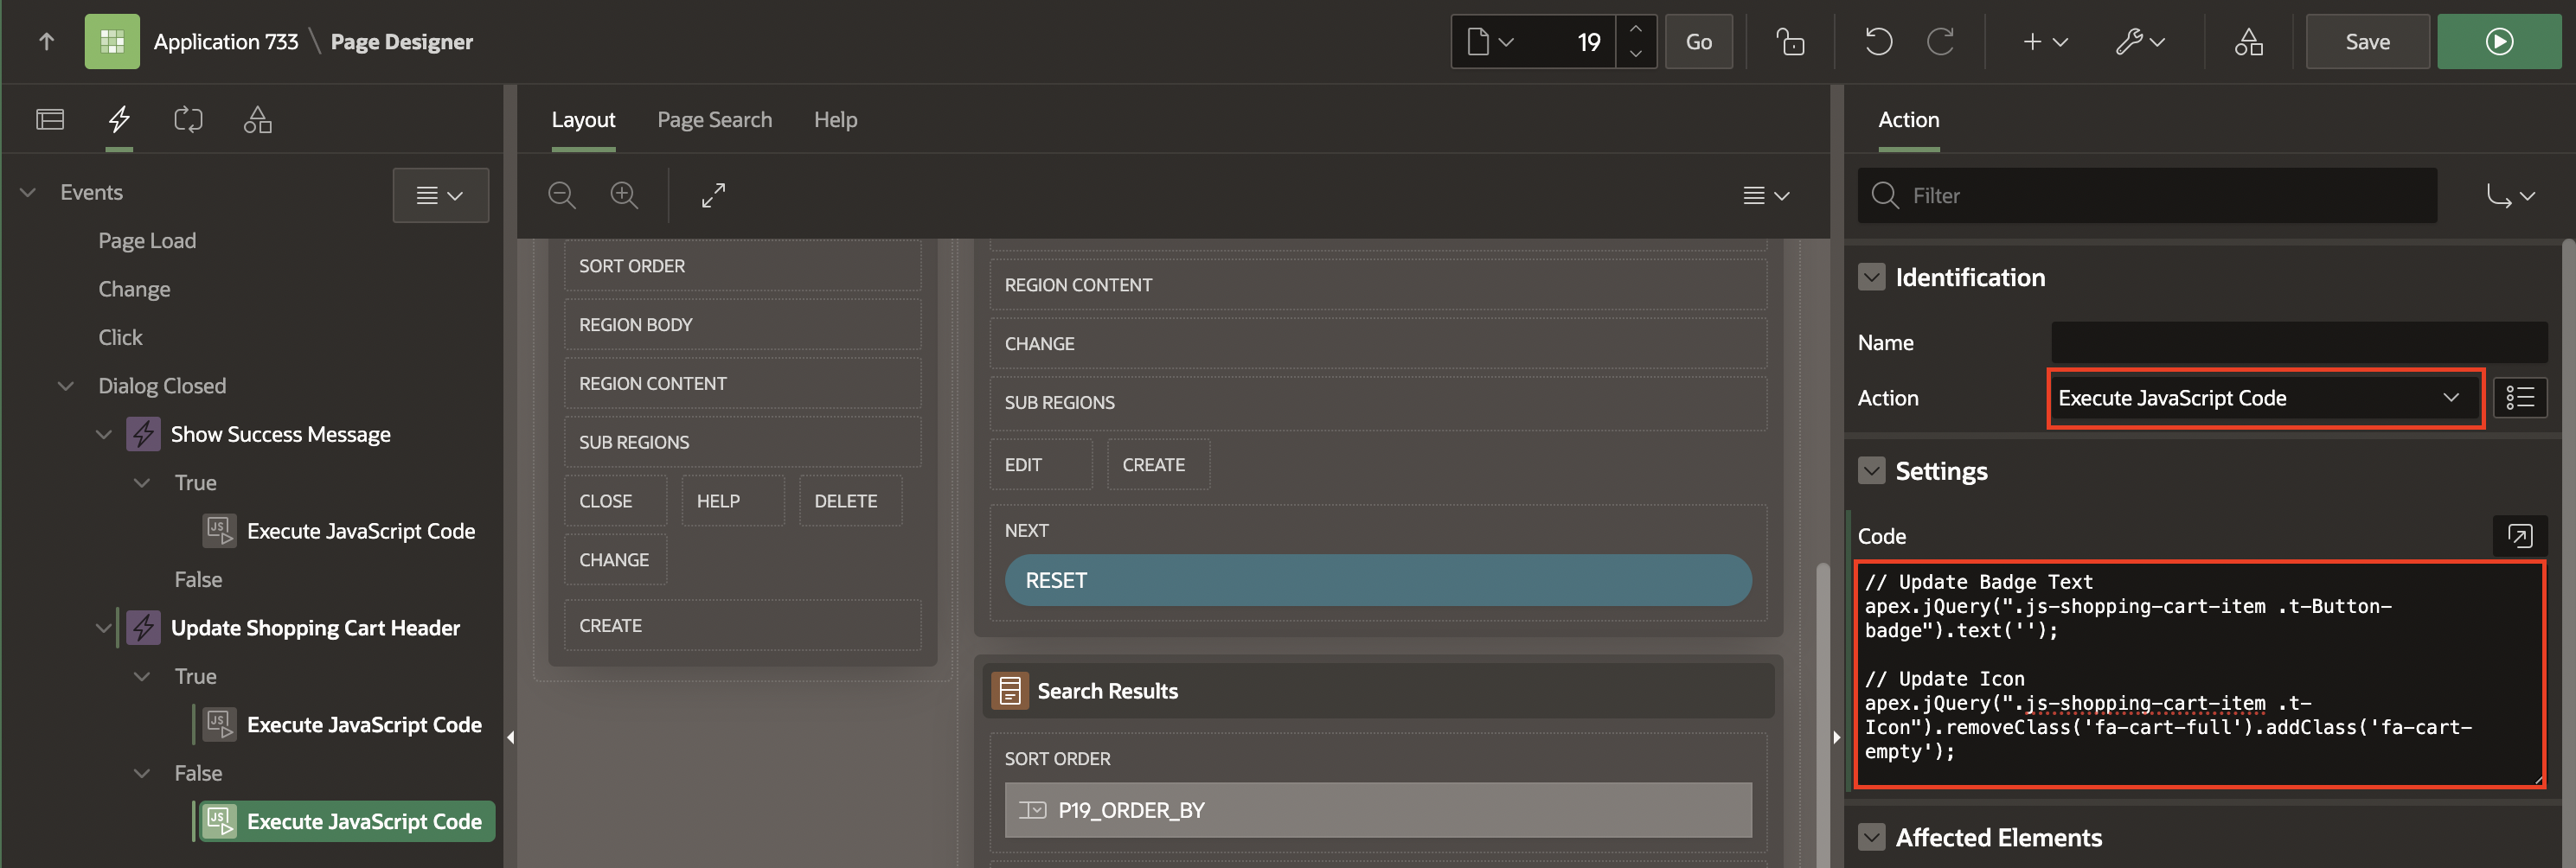 Application 733 \ Page Designer
19
Go
Save
Events
Page Load
Change
Click
Dialog Closed
Show Success Message
True
JS
Execute JavaScript Code
False
Update Shopping Cart Header
True
JS
Execute JavaScript Code
False
JS
Execute JavaScript Code
Layout
Page Search
Help
SORT ORDER
REGION BODY
REGION CONTENT
SUB REGIONS
CLOSE
HELP
DELETE
CHANGE
CREATE
REGION CONTENT
CHANGE
SUB REGIONS
EDIT
CREATE
NEXT
RESET
Search Results
SORT ORDER
P19_ORDER_BY
Action
Filter
Identification
Name
Action
Execute JavaScript Code
Settings
Code
// Update Badge Text
apex.jQuery(".js-shopping-cart-item .t-Button-
badge").text('');
// Update Icon
apex.jQuery(".js-shopping-cart-item .t-
Icon").removeClass('fa-cart-full').addClass('fa-cart-
empty');
Affected Elements